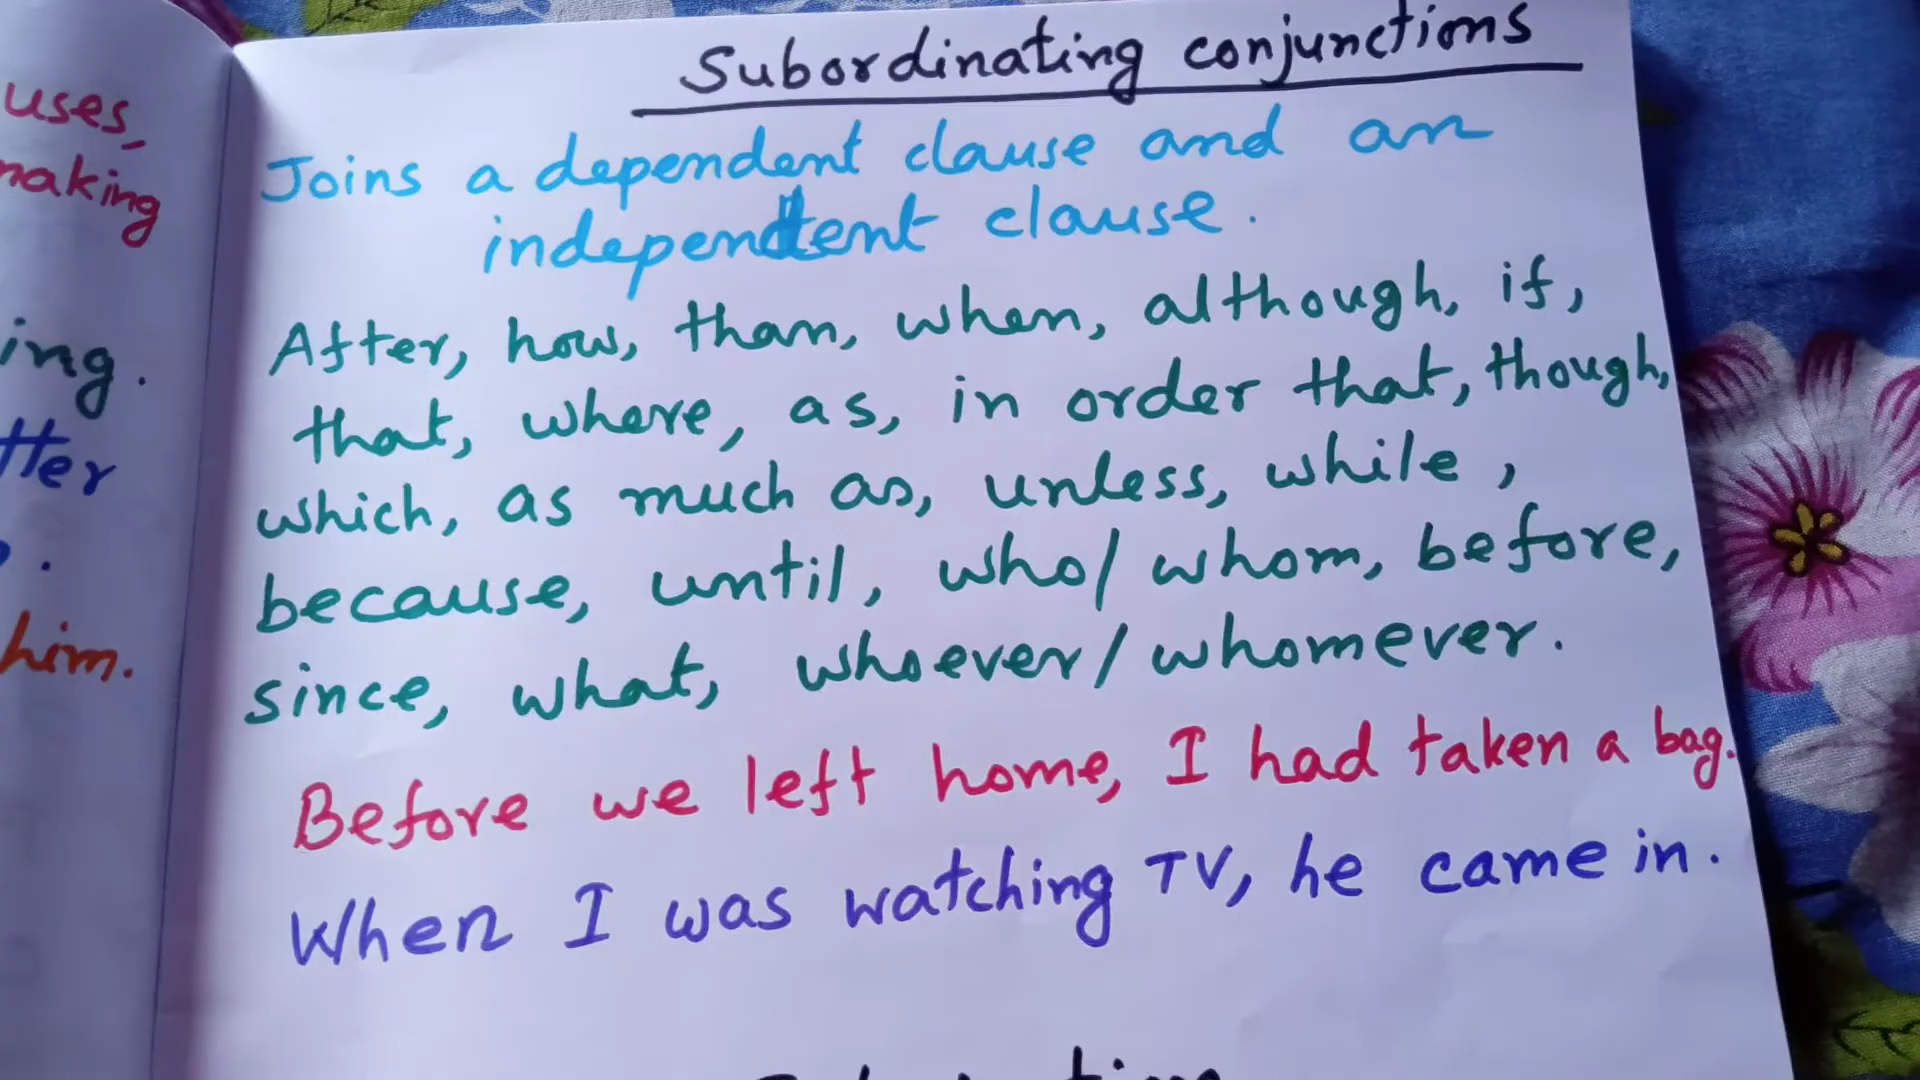 uses,
making
ing.
tter
him.
Subordinating conjunctions
Joins a dependent clause and an
independent clause.
After, how, than, when, although, if,
that, where, as, in order that, though,
which, as much as, unless, while,
because, until, who/whom, before,
since, what, whoever/whomever.
Before we left home, I had taken a bag.
When I was watching TV, he came in.